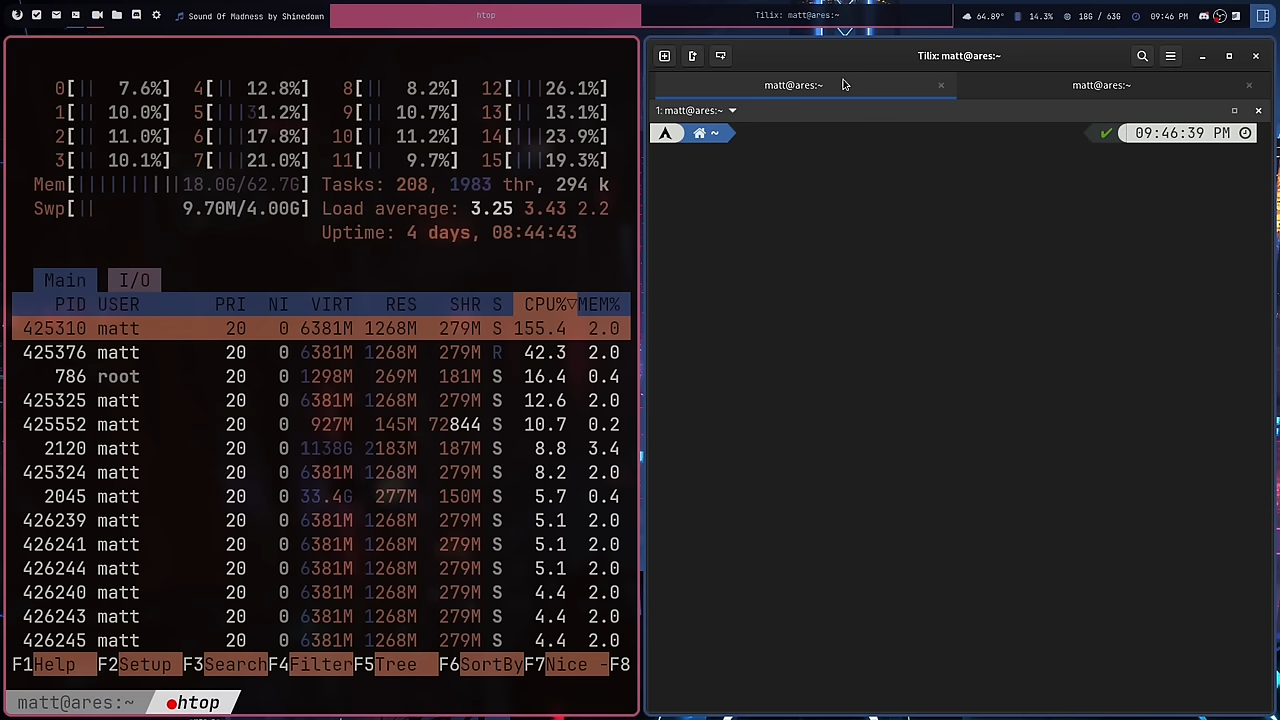 Sound Of Madness by Shinedown
htop
Tilix: matt@ares:~
64.89°
14.3%
18G / 63G
09:46 PM
0[|| 7.6%] 4[|| 12.8%] 8[|| 8.2%] 12[|||26.1%]
1[|| 10.0%] 5[|||31.2%] 9[|| 10.7%] 13[|| 13.1%]
2[|| 11.0%] 6[|| 17.8%] 10[|| 11.2%] 14[|||23.9%]
3[|| 10.1%] 7[||| 21.0%] 11[|| 9.7%] 15[|||19.3%]
Mem[||||||||||18.0G/62.7G] Tasks: 208, 1983 thr, 294 k
Swp[|| 9.70M/4.00G] Load average: 3.25 3.43 2.2
Uptime: 4 days, 08:44:43
Main I/O
PID USER PRI NI VIRT RES SHR S CPU%▽MEM%
425310 matt 20 0 6381M 1268M 279M S 155.4 2.0
425376 matt 20 0 6381M 1268M 279M R 42.3 2.0
786 root 20 0 1298M 269M 181M S 16.4 0.4
425325 matt 20 0 6381M 1268M 279M S 12.6 2.0
425552 matt 20 0 927M 145M 72844 S 10.7 0.2
2120 matt 20 0 1138G 2183M 187M S 8.8 3.4
425324 matt 20 0 6381M 1268M 279M S 8.2 2.0
2045 matt 20 0 33.4G 277M 150M S 5.7 0.4
426239 matt 20 0 6381M 1268M 279M S 5.1 2.0
426241 matt 20 0 6381M 1268M 279M S 5.1 2.0
426244 matt 20 0 6381M 1268M 279M S 5.1 2.0
426240 matt 20 0 6381M 1268M 279M S 4.4 2.0
426243 matt 20 0 6381M 1268M 279M S 4.4 2.0
426245 matt 20 0 6381M 1268M 279M S 4.4 2.0
F1Help F2Setup F3SearchF4FilterF5Tree F6SortByF7Nice -F8
matt@ares:~ htop
Tilix: matt@ares:~
matt@ares:~
matt@ares:~
1: matt@ares:~
~
09:46:39 PM